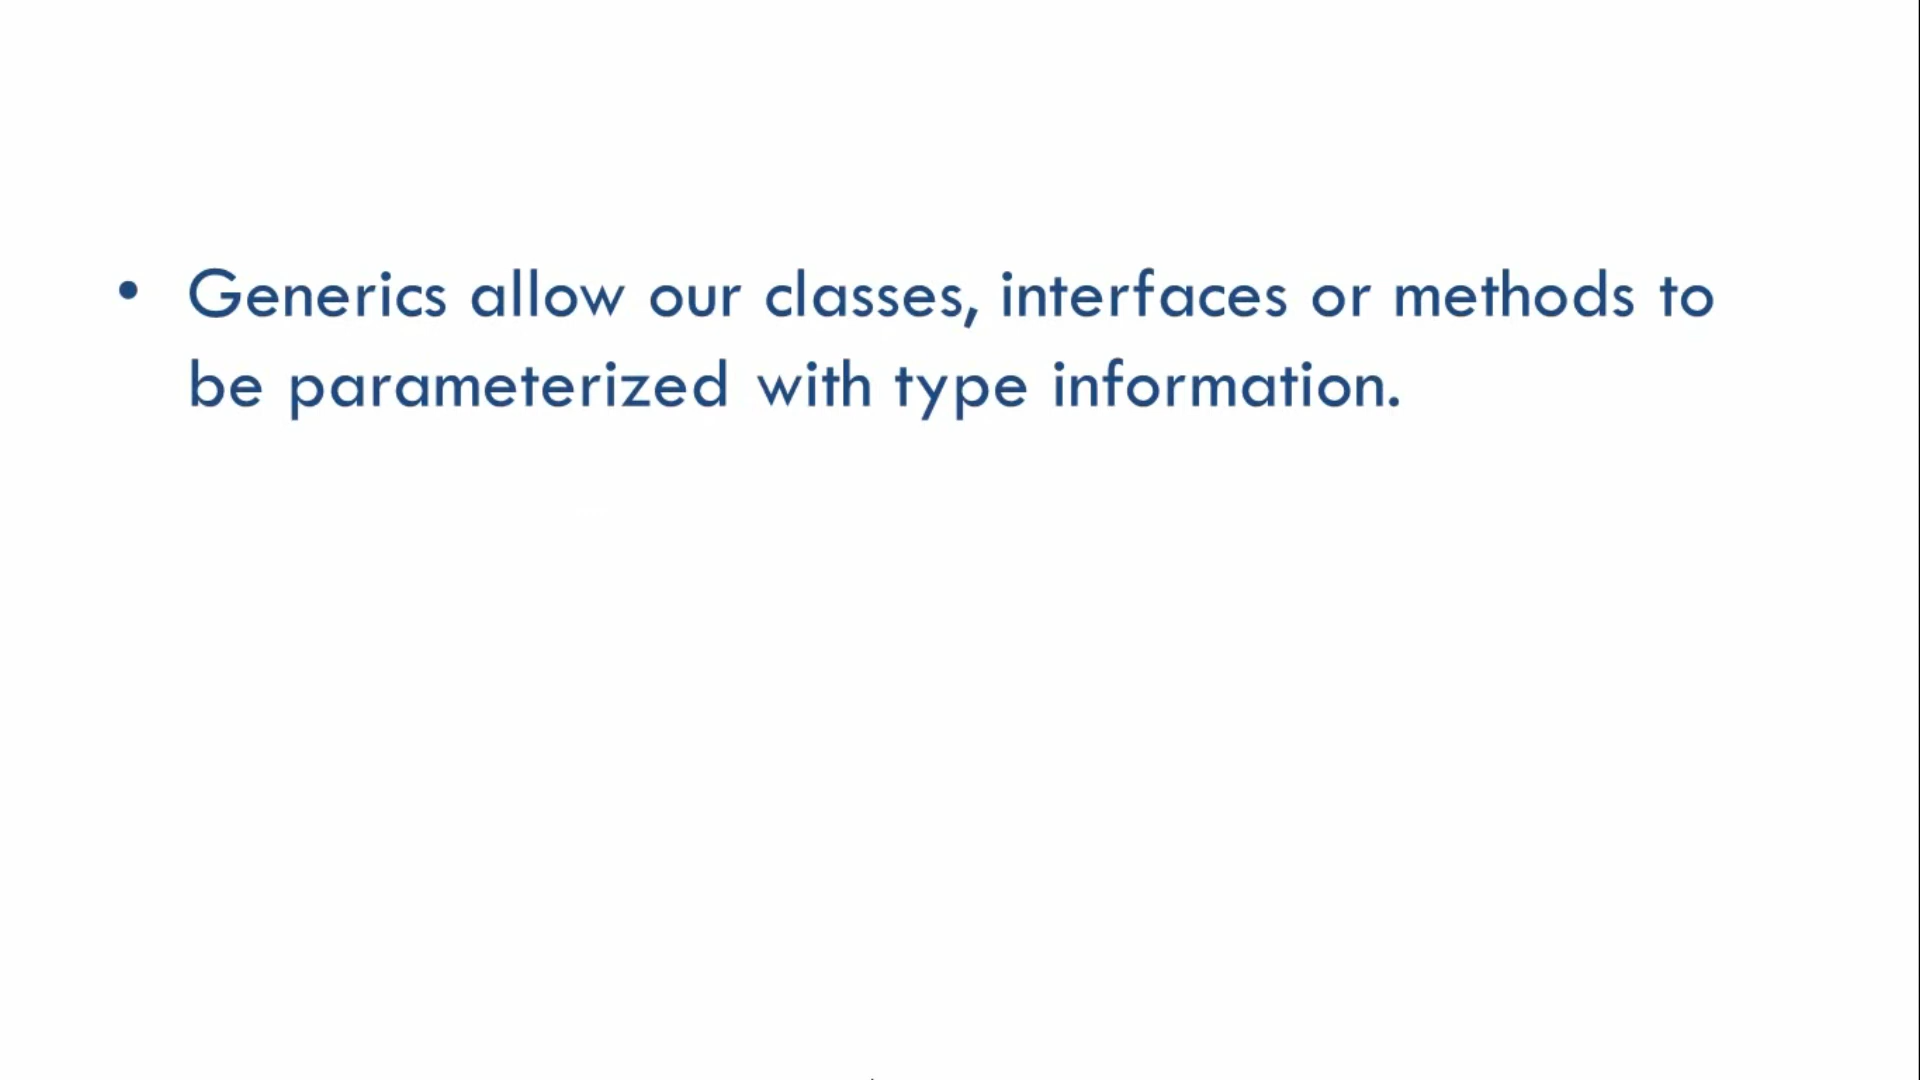 • Generics allow our classes, interfaces or methods to
be parameterized with type information.